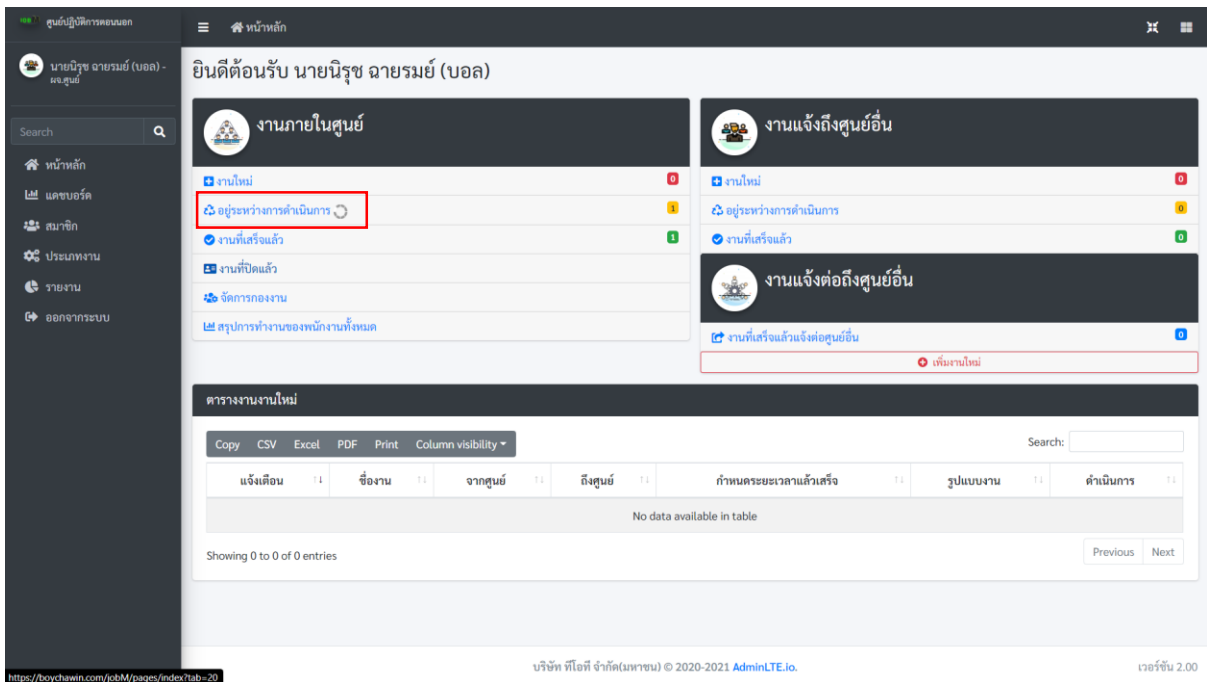 ศูนย์ปฏิบัติการดอนนอก
หน้าหลัก
นายนิรุช ฉายรมย์ (บอล) -
ผจ.ศูนย์
Search
หน้าหลัก
แดชบอร์ด
สมาชิก
ประเภทงาน
รายงาน
ออกจากระบบ
ยินดีต้อนรับ นายนิรุช ฉายรมย์ (บอล)
งานภายในศูนย์
งานใหม่ 0
อยู่ระหว่างการดำเนินการ 1
งานที่เสร็จแล้ว 1
งานที่ปิดแล้ว
จัดการกองงาน
สรุปการทำงานของพนักงานทั้งหมด
งานแจ้งถึงศูนย์อื่น
งานใหม่ 0
อยู่ระหว่างการดำเนินการ 0
งานที่เสร็จแล้ว 0
งานแจ้งต่อถึงศูนย์อื่น
งานที่เสร็จแล้วแจ้งต่อศูนย์อื่น 0
เพิ่มงานใหม่
ตารางงานงานใหม่
Copy CSV Excel PDF Print Column visibility
Search:
แจ้งเตือน ชื่องาน จากศูนย์ ถึงศูนย์ กำหนดระยะเวลาแล้วเสร็จ รูปแบบงาน ดำเนินการ
No data available in table
Showing 0 to 0 of 0 entries
Previous Next
บริษัท ทีโอที จำกัด(มหาชน) © 2020-2021 AdminLTE.io.
เวอร์ชัน 2.00
https://boychawin.com/jobM/pages/index?tab=20